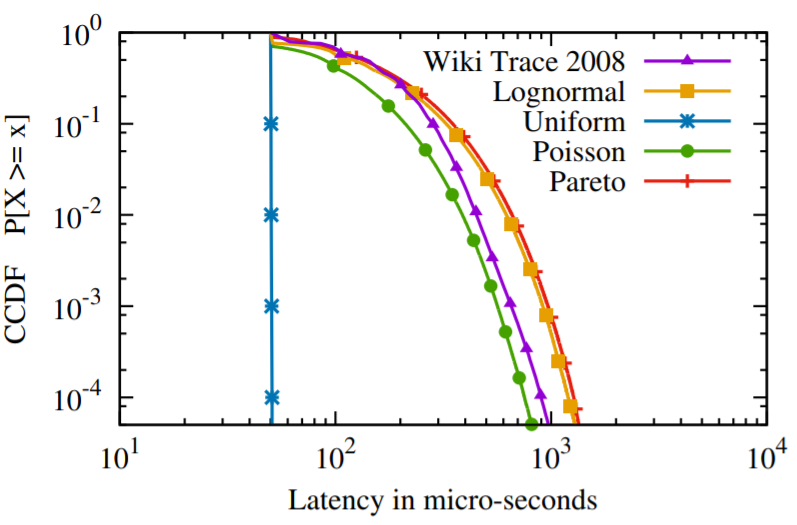 10^0
10^-1
10^-2
10^-3
10^-4
CCDF P[X >= x]
Wiki Trace 2008
Lognormal
Uniform
Poisson
Pareto
10^1 10^2 10^3 10^4
Latency in micro-seconds